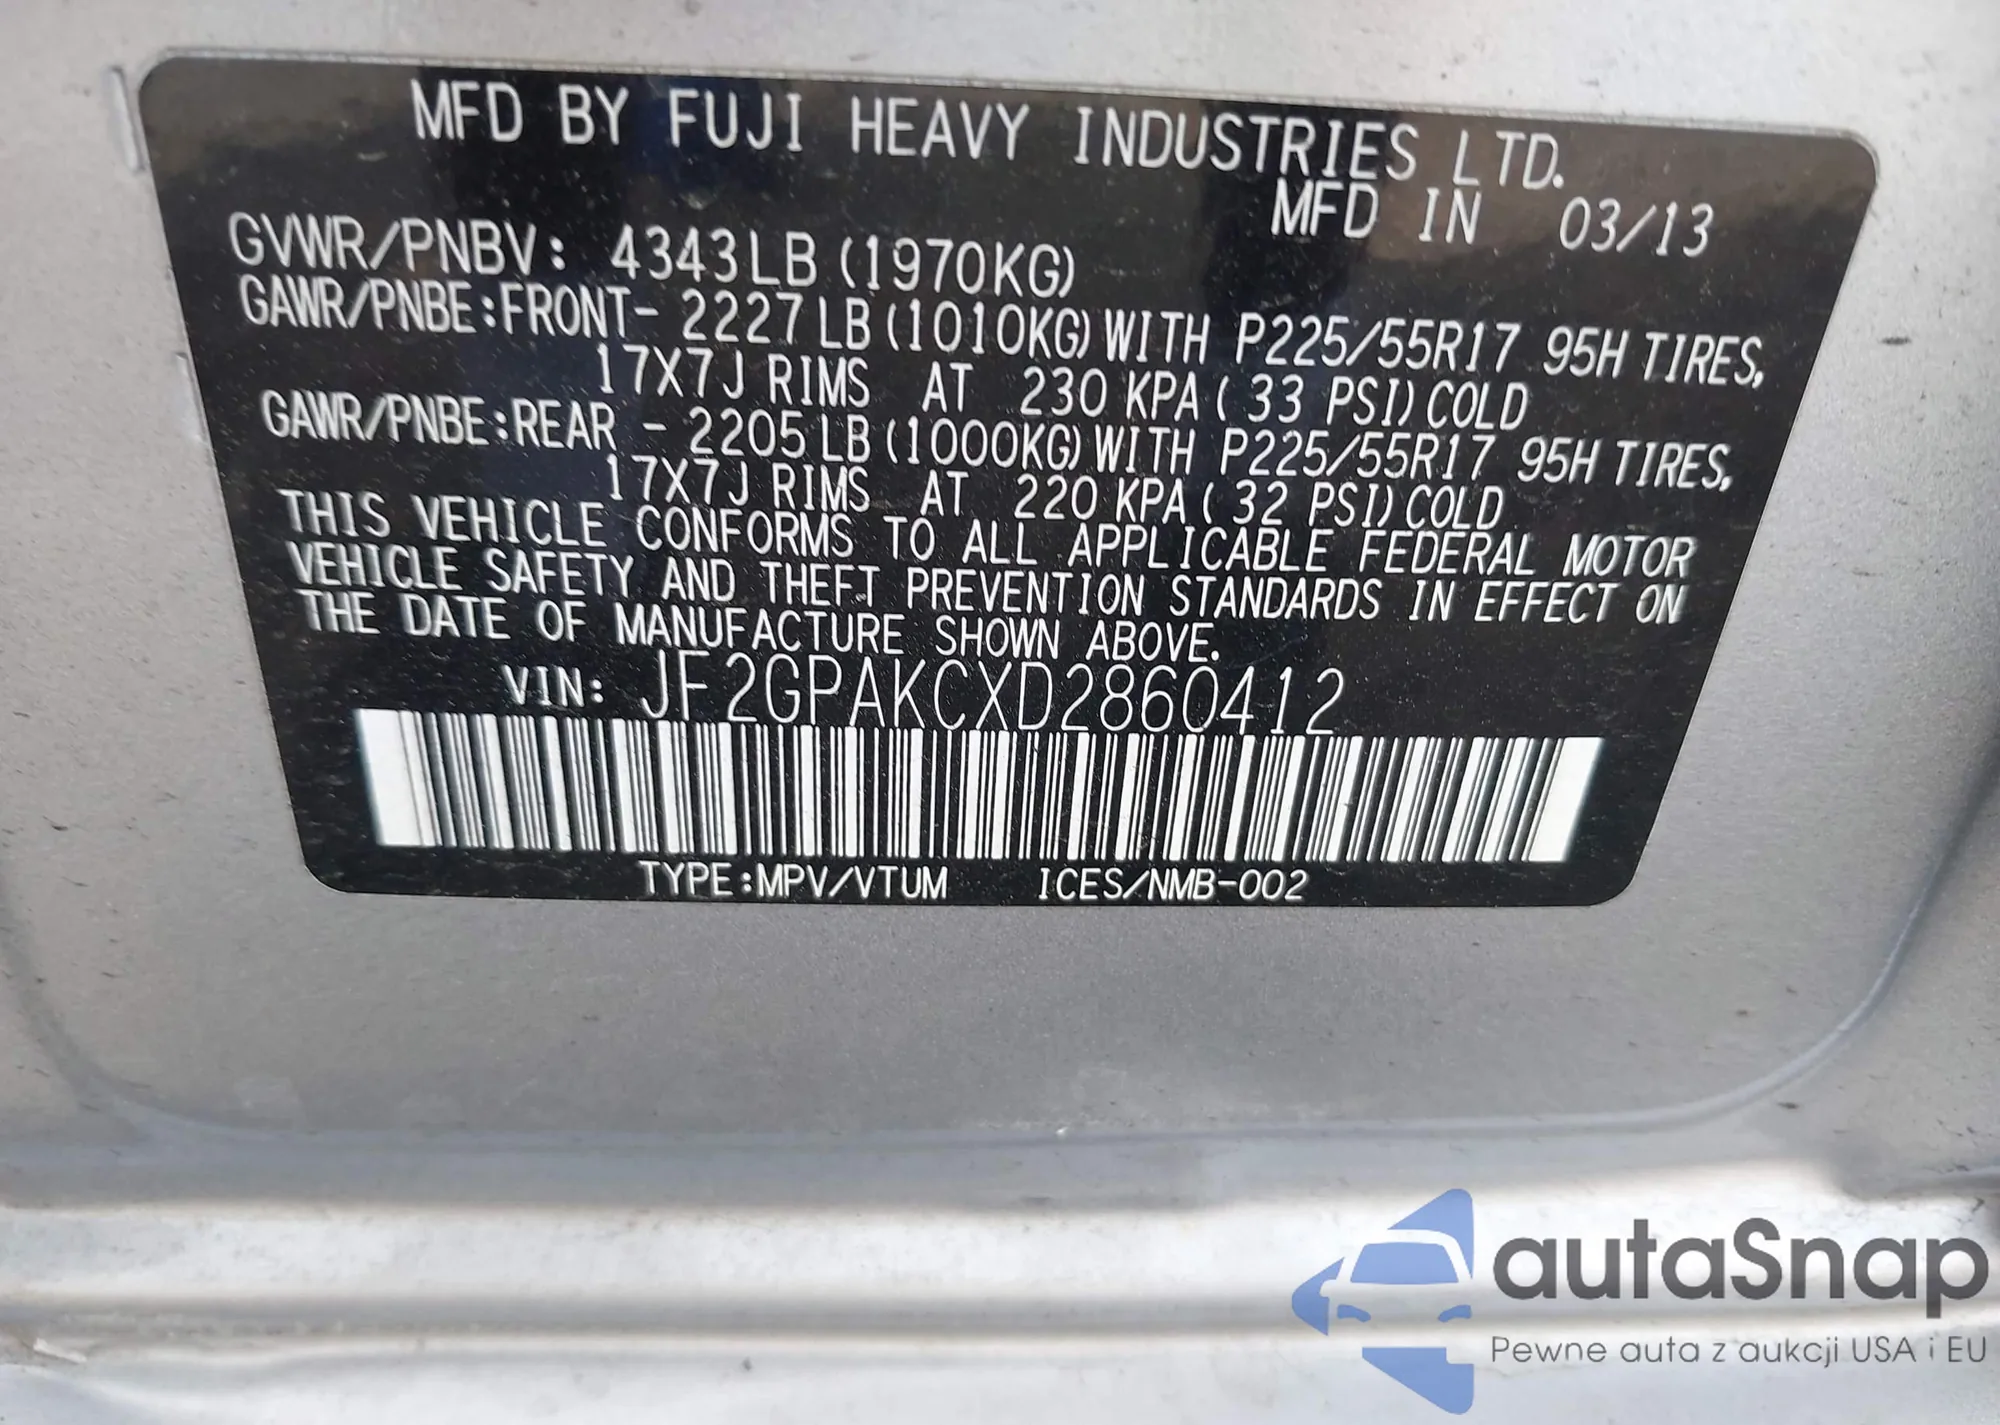 MFD BY FUJI HEAVY INDUSTRIES LTD.
MFD IN 03/13
GVWR/PNBV: 4343LB (1970KG)
GAWR/PNBE:FRONT- 2227LB (1010KG) WITH P225/55R17 95H TIRES,
17X7J RIMS AT 230 KPA ( 33 PSI) COLD
GAWR/PNBE:REAR - 2205LB (1000KG) WITH P225/55R17 95H TIRES,
17X7J RIMS AT 220 KPA ( 32 PSI) COLD
THIS VEHICLE CONFORMS TO ALL APPLICABLE FEDERAL MOTOR
VEHICLE SAFETY AND THEFT PREVENTION STANDARDS IN EFFECT ON
THE DATE OF MANUFACTURE SHOWN ABOVE.
VIN: JF2GPAKCXD2860412
TYPE:MPV/VTUM ICES/NMB-002
autaSnap
Pewne auta z aukcji USA i EU